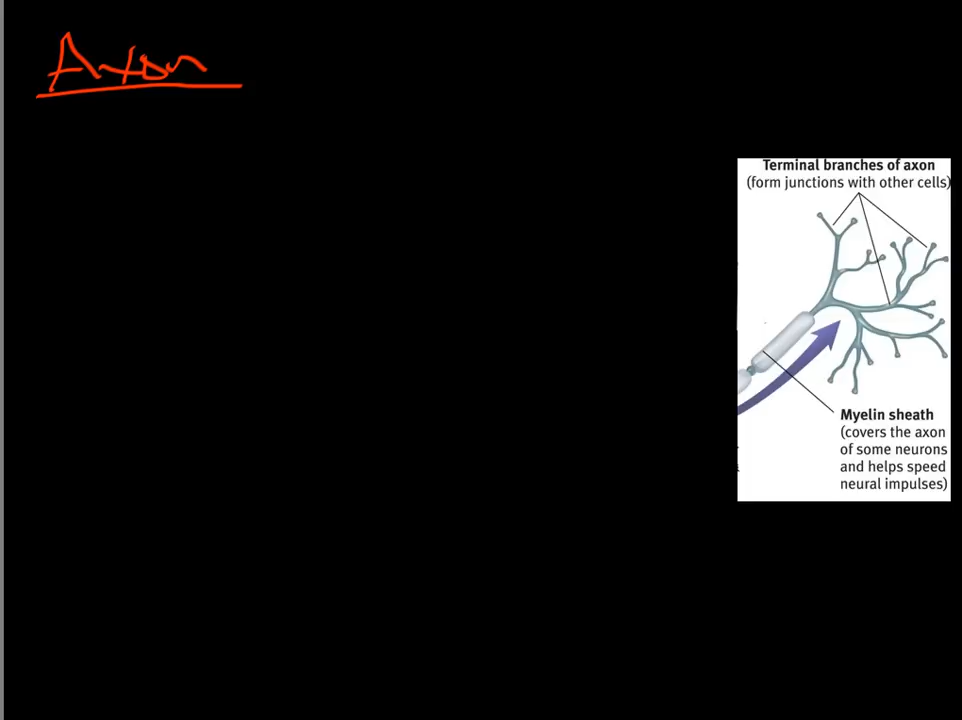 Axon
Terminal branches of axon
(form junctions with other cells)
Myelin sheath
(covers the axon
of some neurons
and helps speed
neural impulses)